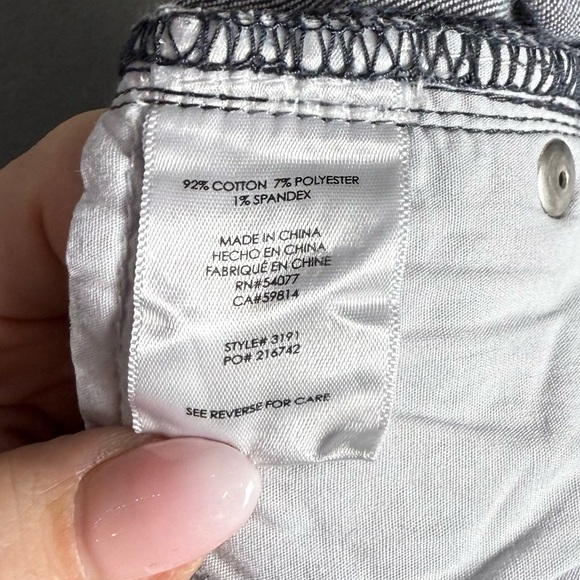 92% COTTON 7% POLYESTER
1% SPANDEX
MADE IN CHINA
HECHO EN CHINA
FABRIQUÉ EN CHINE
RN#54077
CA#59814
STYLE# 3191
PO# 216742
SEE REVERSE FOR CARE